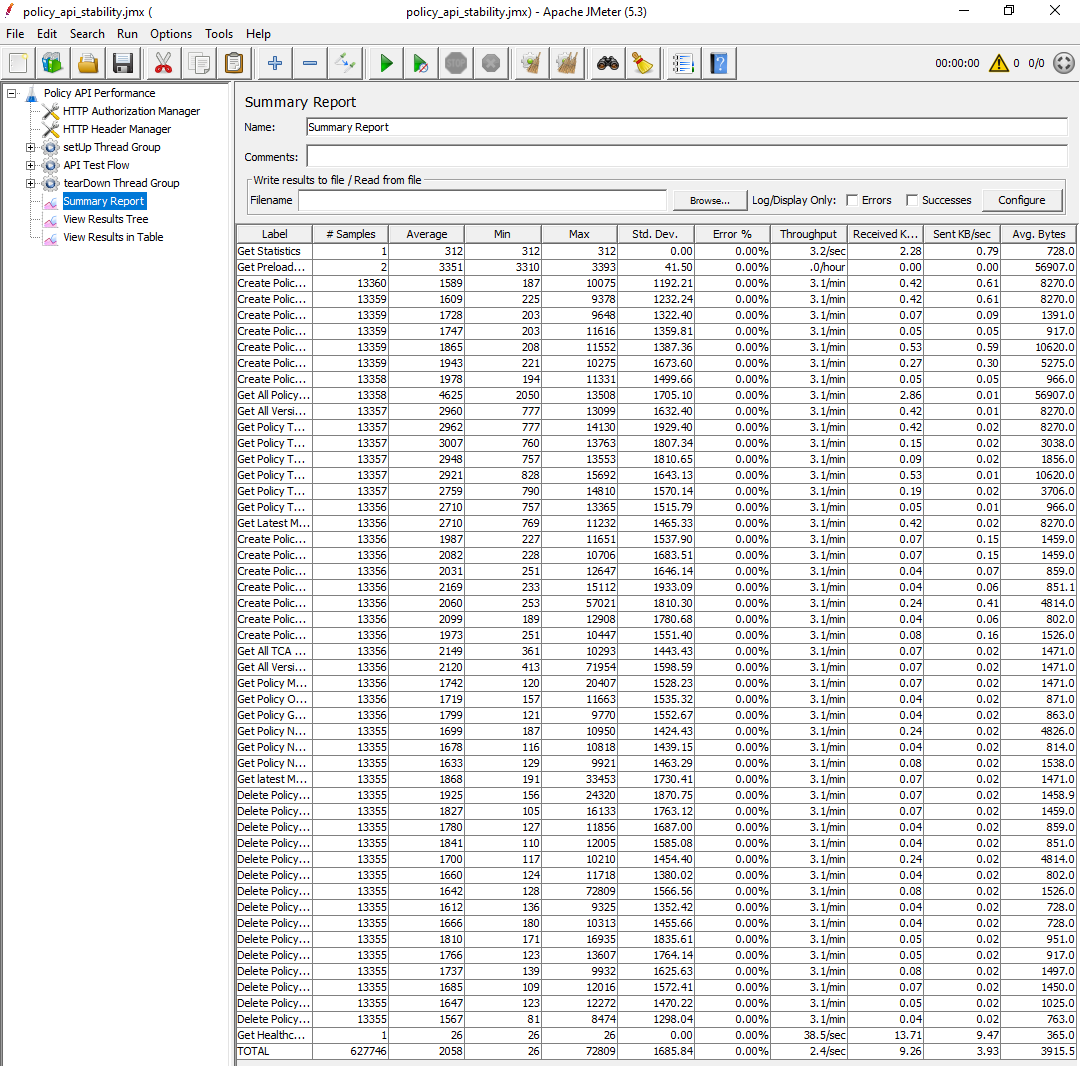 policy_api_stability.jmx ( policy_api_stability.jmx) - Apache JMeter (5.3)
File Edit Search Run Options Tools Help
00:00:00 0 0/0
Policy API Performance
HTTP Authorization Manager
HTTP Header Manager
setUp Thread Group
API Test Flow
tearDown Thread Group
Summary Report
View Results Tree
View Results in Table
Summary Report
Name: Summary Report
Comments:
Write results to file / Read from file
Filename Browse... Log/Display Only: Errors Successes Configure
Label # Samples Average Min Max Std. Dev. Error % Throughput Received K... Sent KB/sec Avg. Bytes
Get Statistics 1 312 312 312 0.00 0.00% 3.2/sec 2.28 0.79 728.0
Get Preload... 2 3351 3310 3393 41.50 0.00% .0/hour 0.00 0.00 56907.0
Create Polic... 13360 1589 187 10075 1192.21 0.00% 3.1/min 0.42 0.61 8270.0
Create Polic... 13359 1609 225 9378 1232.24 0.00% 3.1/min 0.42 0.61 8270.0
Create Polic... 13359 1728 203 9648 1322.40 0.00% 3.1/min 0.07 0.09 1391.0
Create Polic... 13359 1747 203 11616 1359.81 0.00% 3.1/min 0.05 0.05 917.0
Create Polic... 13359 1865 208 11552 1387.36 0.00% 3.1/min 0.53 0.59 10620.0
Create Polic... 13359 1943 221 10275 1673.60 0.00% 3.1/min 0.27 0.30 5275.0
Create Polic... 13358 1978 194 11331 1499.66 0.00% 3.1/min 0.05 0.05 966.0
Get All Policy... 13358 4625 2050 13508 1705.10 0.00% 3.1/min 2.86 0.01 56907.0
Get All Versi... 13357 2960 777 13099 1632.40 0.00% 3.1/min 0.42 0.01 8270.0
Get Policy T... 13357 2962 777 14130 1929.40 0.00% 3.1/min 0.42 0.02 8270.0
Get Policy T... 13357 3007 760 13763 1807.34 0.00% 3.1/min 0.15 0.02 3038.0
Get Policy T... 13357 2948 757 13553 1810.65 0.00% 3.1/min 0.09 0.02 1856.0
Get Policy T... 13357 2921 828 15692 1643.13 0.00% 3.1/min 0.53 0.01 10620.0
Get Policy T... 13357 2759 790 14810 1570.14 0.00% 3.1/min 0.19 0.02 3706.0
Get Policy T... 13356 2710 757 13365 1515.79 0.00% 3.1/min 0.05 0.01 966.0
Get Latest M... 13356 2710 769 11232 1465.33 0.00% 3.1/min 0.42 0.02 8270.0
Create Polic... 13356 1987 227 11651 1537.90 0.00% 3.1/min 0.07 0.15 1459.0
Create Polic... 13356 2082 228 10706 1683.51 0.00% 3.1/min 0.07 0.15 1459.0
Create Polic... 13356 2031 251 12647 1646.14 0.00% 3.1/min 0.04 0.07 859.0
Create Polic... 13356 2169 233 15112 1933.09 0.00% 3.1/min 0.04 0.06 851.1
Create Polic... 13356 2060 253 57021 1810.30 0.00% 3.1/min 0.24 0.41 4814.0
Create Polic... 13356 2099 189 12908 1780.68 0.00% 3.1/min 0.04 0.06 802.0
Create Polic... 13356 1973 251 10447 1551.40 0.00% 3.1/min 0.08 0.16 1526.0
Get All TCA ... 13356 2149 361 10293 1443.43 0.00% 3.1/min 0.07 0.02 1471.0
Get All Versi... 13356 2120 413 71954 1598.59 0.00% 3.1/min 0.07 0.02 1471.0
Get Policy M... 13356 1742 120 20407 1528.23 0.00% 3.1/min 0.07 0.02 1471.0
Get Policy O... 13356 1719 157 11663 1535.32 0.00% 3.1/min 0.04 0.02 871.0
Get Policy G... 13356 1799 121 9770 1552.67 0.00% 3.1/min 0.04 0.02 863.0
Get Policy N... 13355 1699 187 10950 1424.43 0.00% 3.1/min 0.24 0.02 4826.0
Get Policy N... 13355 1678 116 10818 1439.15 0.00% 3.1/min 0.04 0.02 814.0
Get Policy N... 13355 1633 129 9921 1463.29 0.00% 3.1/min 0.08 0.02 1538.0
Get latest M... 13355 1868 191 33453 1730.41 0.00% 3.1/min 0.07 0.02 1471.0
Delete Policy... 13355 1925 156 24320 1870.75 0.00% 3.1/min 0.07 0.02 1458.9
Delete Policy... 13355 1827 105 16133 1763.12 0.00% 3.1/min 0.07 0.02 1459.0
Delete Policy... 13355 1780 127 11856 1687.00 0.00% 3.1/min 0.04 0.02 859.0
Delete Policy... 13355 1841 110 12005 1585.08 0.00% 3.1/min 0.04 0.02 851.0
Delete Policy... 13355 1700 117 10210 1454.40 0.00% 3.1/min 0.24 0.02 4814.0
Delete Policy... 13355 1660 124 11718 1380.02 0.00% 3.1/min 0.04 0.02 802.0
Delete Policy... 13355 1642 128 72809 1566.56 0.00% 3.1/min 0.08 0.02 1526.0
Delete Policy... 13355 1612 136 9325 1352.42 0.00% 3.1/min 0.04 0.02 728.0
Delete Policy... 13355 1666 180 10313 1455.66 0.00% 3.1/min 0.04 0.02 728.0
Delete Policy... 13355 1810 171 16935 1835.61 0.00% 3.1/min 0.05 0.02 951.0
Delete Policy... 13355 1766 123 13607 1764.14 0.00% 3.1/min 0.05 0.02 917.0
Delete Policy... 13355 1737 139 9932 1625.63 0.00% 3.1/min 0.08 0.02 1497.0
Delete Policy... 13355 1685 109 12016 1572.41 0.00% 3.1/min 0.07 0.02 1450.0
Delete Policy... 13355 1647 123 12272 1470.22 0.00% 3.1/min 0.05 0.02 1025.0
Delete Policy... 13355 1567 81 8474 1298.04 0.00% 3.1/min 0.04 0.02 763.0
Get Healthc... 1 26 26 26 0.00 0.00% 38.5/sec 13.71 9.47 365.0
TOTAL 627746 2058 26 72809 1685.84 0.00% 2.4/sec 9.26 3.93 3915.5